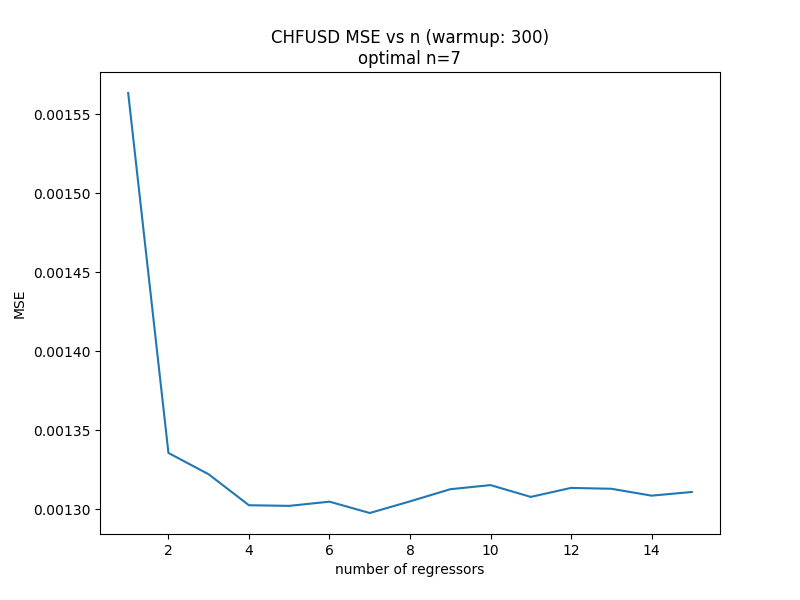 CHFUSD MSE vs n (warmup: 300)
optimal n=7
0.00155
0.00150
0.00145
0.00140
0.00135
0.00130
MSE
2 4 6 8 10 12 14
number of regressors